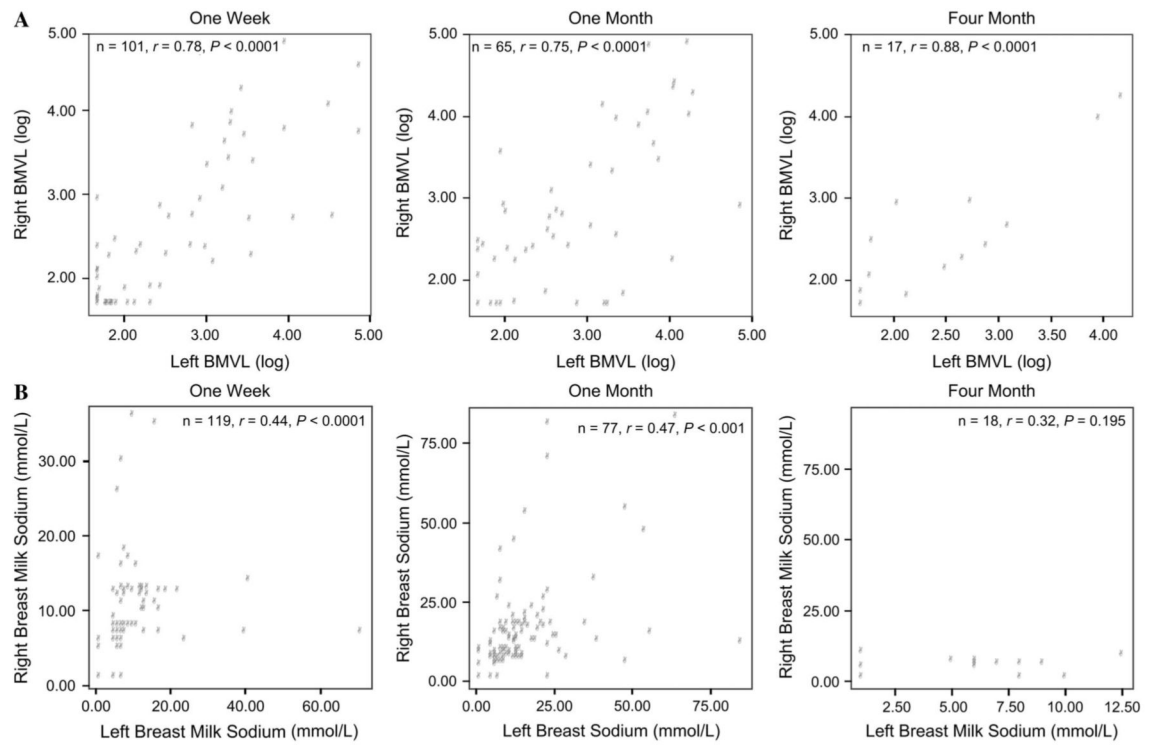 A
One Week
One Month
Four Month
n = 101, r = 0.78, P < 0.0001
n = 65, r = 0.75, P < 0.0001
n = 17, r = 0.88, P < 0.0001
Right BMVL (log)
5.00
4.00
3.00
2.00
2.00 3.00 4.00 5.00
Left BMVL (log)
Right BMVL (log)
5.00
4.00
3.00
2.00
2.00 3.00 4.00 5.00
Left BMVL (log)
Right BMVL (log)
5.00
4.00
3.00
2.00
2.00 2.50 3.00 3.50 4.00
Left BMVL (log)
B
One Week
One Month
Four Month
n = 119, r = 0.44, P < 0.0001
n = 77, r = 0.47, P < 0.001
n = 18, r = 0.32, P = 0.195
Right Breast Milk Sodium (mmol/L)
30.00
20.00
10.00
0.00
0.00 20.00 40.00 60.00
Left Breast Milk Sodium (mmol/L)
Right Breast Sodium (mmol/L)
75.00
50.00
25.00
0.00
0.00 25.00 50.00 75.00
Left Breast Milk Sodium (mmol/L)
Right Breast Milk Sodium (mmol/L)
75.00
50.00
25.00
0.00
2.50 5.00 7.50 10.00 12.50
Left Breast Milk Sodium (mmol/L)